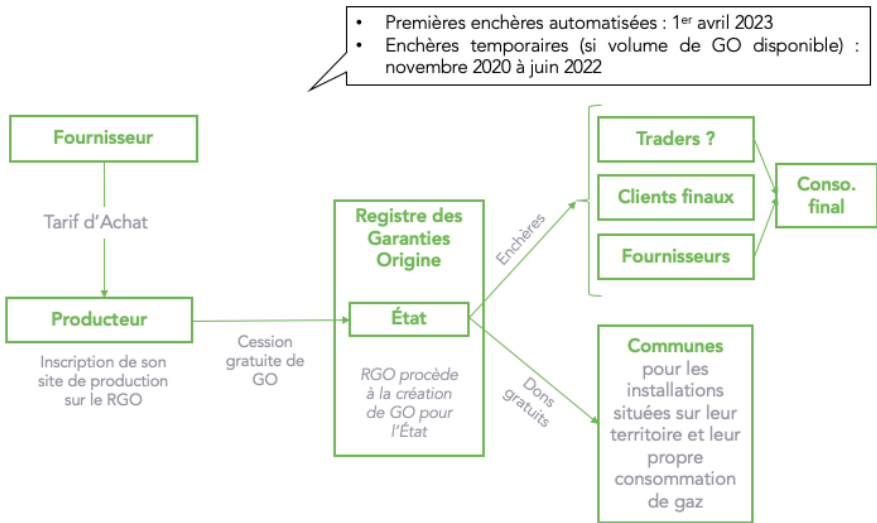 • Premières enchères automatisées : 1er avril 2023
• Enchères temporaires (si volume de GO disponible) :
novembre 2020 à juin 2022
Fournisseur
Tarif d'Achat
Producteur
Inscription de son
site de production
sur le RGO
Cession
gratuite de
GO
Registre des
Garanties
Origine
État
RGO procède
à la création
de GO pour
l'État
Enchères
Dons
gratuits
Traders ?
Clients finaux
Fournisseurs
Conso.
final
Communes
pour les
installations
situées sur leur
territoire et leur
propre
consommation
de gaz